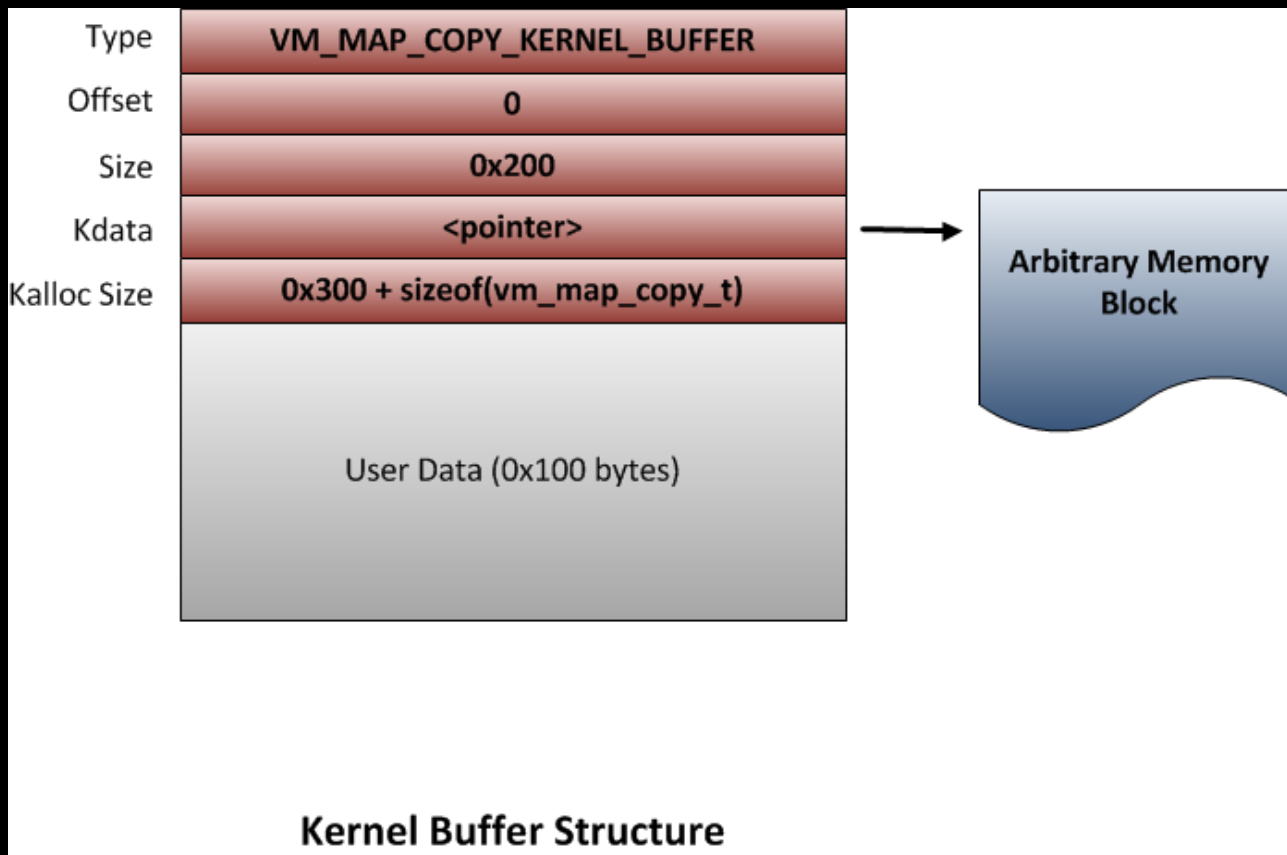 Type
VM_MAP_COPY_KERNEL_BUFFER
Offset
0
Size
0x200
Kdata
<pointer>
Kalloc Size
0x300 + sizeof(vm_map_copy_t)
User Data (0x100 bytes)
Arbitrary Memory
Block
Kernel Buffer Structure